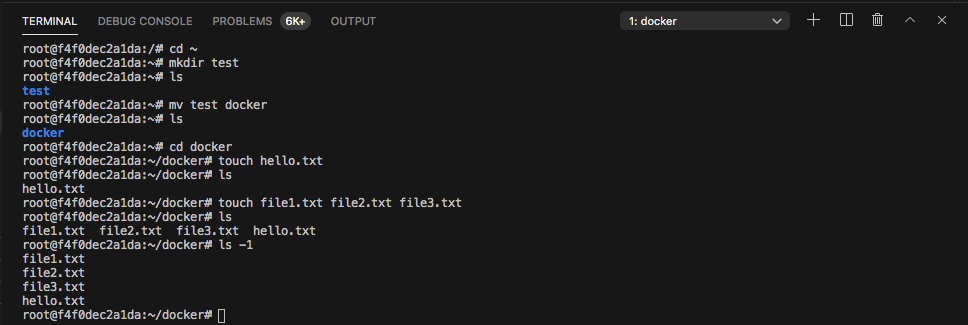 TERMINAL DEBUG CONSOLE PROBLEMS 6K+ OUTPUT 1: docker
root@f4f0dec2a1da:/# cd ~
root@f4f0dec2a1da:~# mkdir test
root@f4f0dec2a1da:~# ls
test
root@f4f0dec2a1da:~# mv test docker
root@f4f0dec2a1da:~# ls
docker
root@f4f0dec2a1da:~# cd docker
root@f4f0dec2a1da:~/docker# touch hello.txt
root@f4f0dec2a1da:~/docker# ls
hello.txt
root@f4f0dec2a1da:~/docker# touch file1.txt file2.txt file3.txt
root@f4f0dec2a1da:~/docker# ls
file1.txt  file2.txt  file3.txt  hello.txt
root@f4f0dec2a1da:~/docker# ls -1
file1.txt
file2.txt
file3.txt
hello.txt
root@f4f0dec2a1da:~/docker#